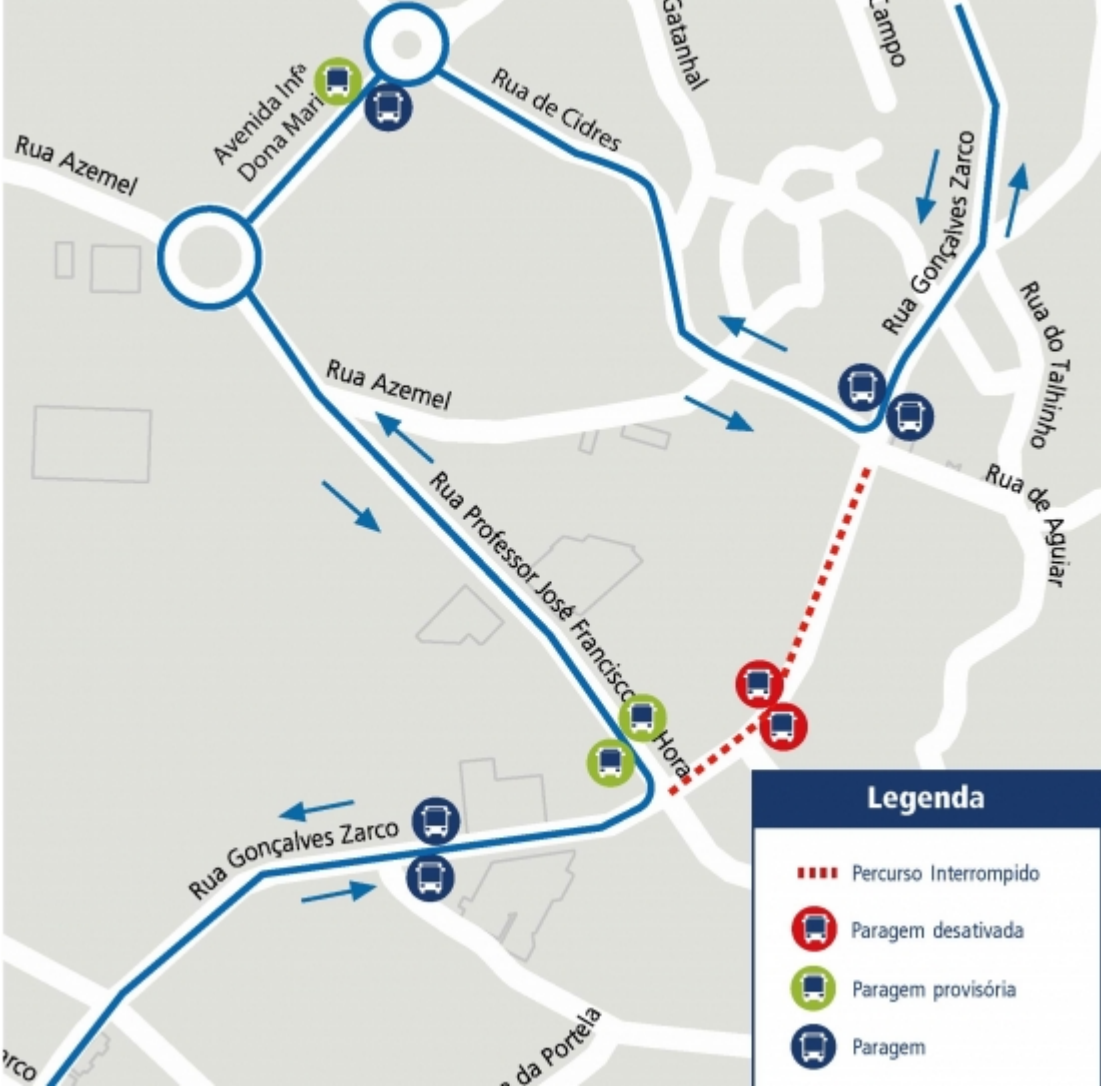 Gatanhal
Campo
Avenida Infª
Dona Mari
Rua de Cidres
Rua Azemel
Rua Gonçalves Zarco
Rua do Talhinho
Rua Azemel
Rua de Aguiar
Rua Professor José Francisco
Hora
Rua Gonçalves Zarco
da Portela
arco
Legenda
Percurso Interrompido
Paragem desativada
Paragem provisória
Paragem